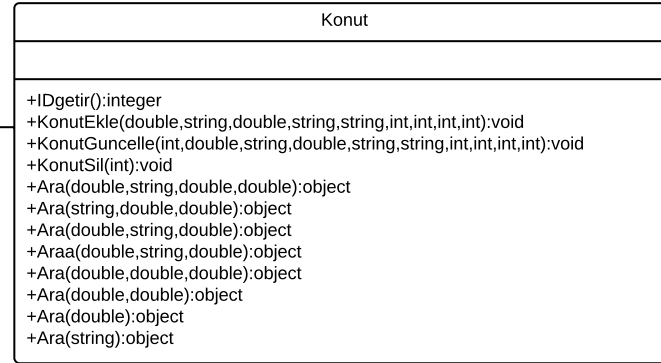 Konut
+IDgetir():integer
+KonutEkle(double,string,double,string,string,int,int,int,int):void
+KonutGuncelle(int,double,string,double,string,string,int,int,int,int):void
+KonutSil(int):void
+Ara(double,string,double,double):object
+Ara(string,double,double):object
+Ara(double,string,double):object
+Araa(double,string,double):object
+Ara(double,double,double):object
+Ara(double,double):object
+Ara(double):object
+Ara(string):object